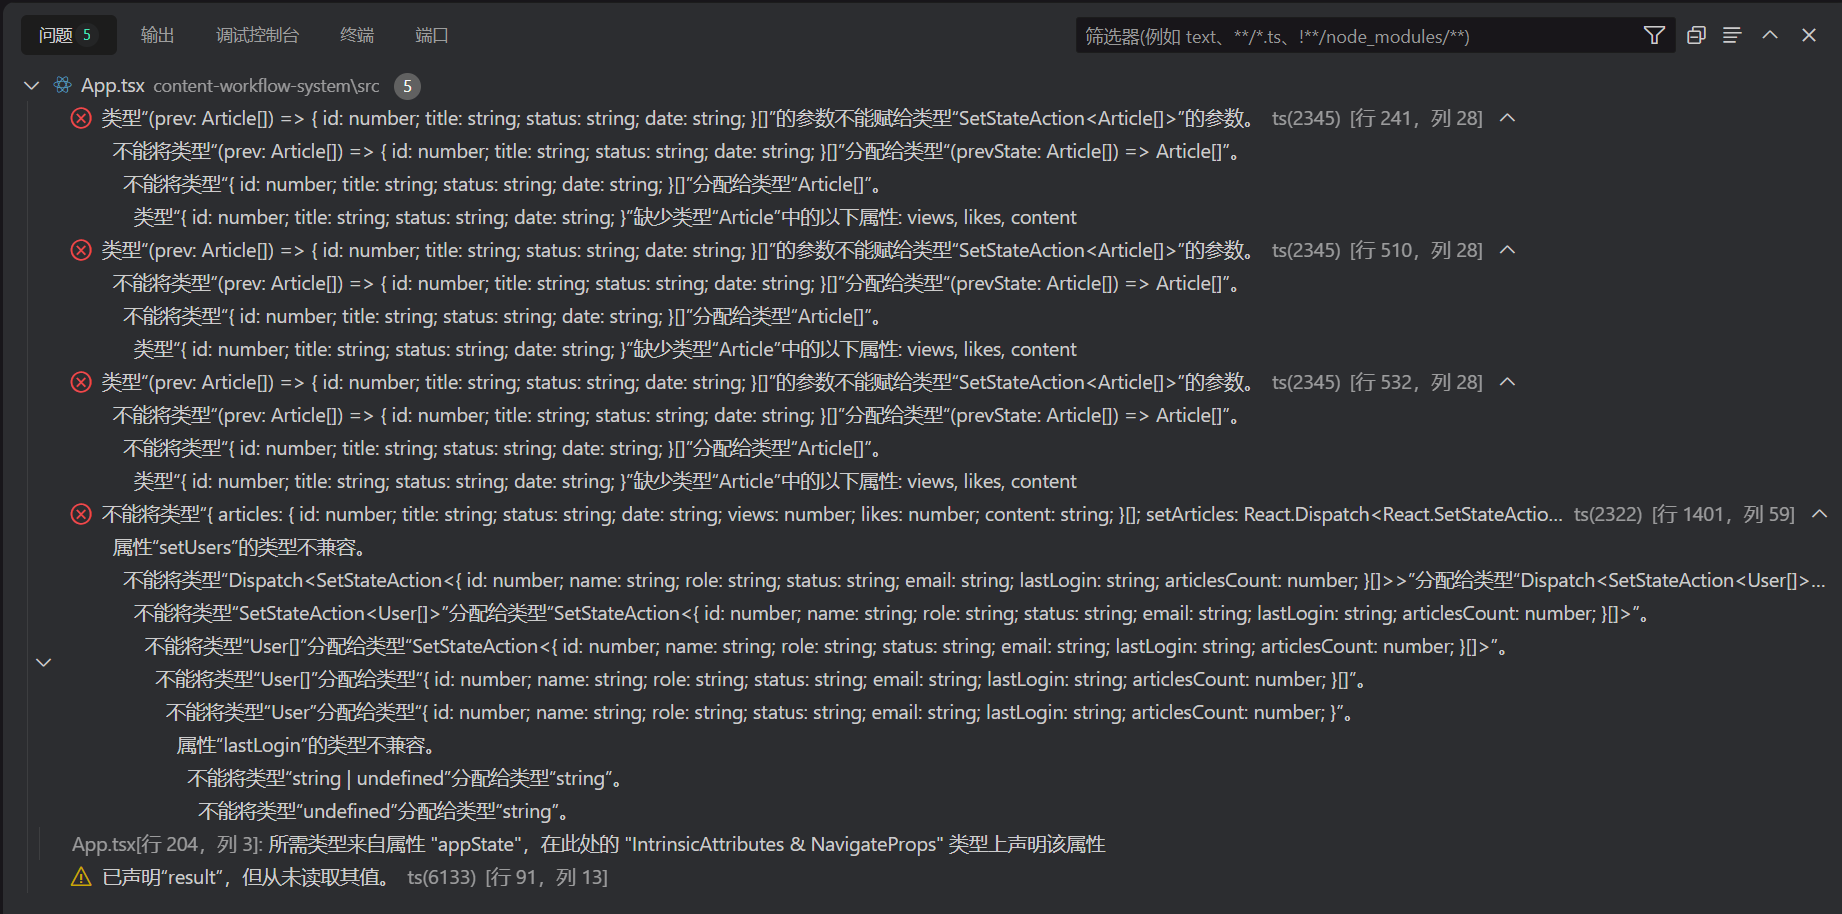 问题 5 输出 调试控制台 终端 端口 筛选器(例如 text、**/*.ts、!**/node_modules/**)
App.tsx content-workflow-system\src 5
类型“(prev: Article[]) => { id: number; title: string; status: string; date: string; }[]”的参数不能赋给类型“SetStateAction<Article[]>”的参数。 ts(2345) [行 241，列 28]
不能将类型“(prev: Article[]) => { id: number; title: string; status: string; date: string; }[]”分配给类型“(prevState: Article[]) => Article[]”。
不能将类型“{ id: number; title: string; status: string; date: string; }[]”分配给类型“Article[]”。
类型“{ id: number; title: string; status: string; date: string; }”缺少类型“Article”中的以下属性: views, likes, content
类型“(prev: Article[]) => { id: number; title: string; status: string; date: string; }[]”的参数不能赋给类型“SetStateAction<Article[]>”的参数。 ts(2345) [行 510，列 28]
不能将类型“(prev: Article[]) => { id: number; title: string; status: string; date: string; }[]”分配给类型“(prevState: Article[]) => Article[]”。
不能将类型“{ id: number; title: string; status: string; date: string; }[]”分配给类型“Article[]”。
类型“{ id: number; title: string; status: string; date: string; }”缺少类型“Article”中的以下属性: views, likes, content
类型“(prev: Article[]) => { id: number; title: string; status: string; date: string; }[]”的参数不能赋给类型“SetStateAction<Article[]>”的参数。 ts(2345) [行 532，列 28]
不能将类型“(prev: Article[]) => { id: number; title: string; status: string; date: string; }[]”分配给类型“(prevState: Article[]) => Article[]”。
不能将类型“{ id: number; title: string; status: string; date: string; }[]”分配给类型“Article[]”。
类型“{ id: number; title: string; status: string; date: string; }”缺少类型“Article”中的以下属性: views, likes, content
不能将类型“{ articles: { id: number; title: string; status: string; date: string; views: number; likes: number; content: string; }[]; setArticles: React.Dispatch<React.SetStateActio... ts(2322) [行 1401，列 59]
属性“setUsers”的类型不兼容。
不能将类型“Dispatch<SetStateAction<{ id: number; name: string; role: string; status: string; email: string; lastLogin: string; articlesCount: number; }[]>>”分配给类型“Dispatch<SetStateAction<User[]>...
不能将类型“SetStateAction<User[]>”分配给类型“SetStateAction<{ id: number; name: string; role: string; status: string; email: string; lastLogin: string; articlesCount: number; }[]>”。
不能将类型“User[]”分配给类型“SetStateAction<{ id: number; name: string; role: string; status: string; email: string; lastLogin: string; articlesCount: number; }[]>”。
不能将类型“User[]”分配给类型“{ id: number; name: string; role: string; status: string; email: string; lastLogin: string; articlesCount: number; }[]”。
不能将类型“User”分配给类型“{ id: number; name: string; role: string; status: string; email: string; lastLogin: string; articlesCount: number; }”。
属性“lastLogin”的类型不兼容。
不能将类型“string | undefined”分配给类型“string”。
不能将类型“undefined”分配给类型“string”。
App.tsx[行 204，列 3]: 所需类型来自属性 "appState"，在此处的 "IntrinsicAttributes & NavigateProps" 类型上声明该属性
已声明“result”，但从未读取其值。 ts(6133) [行 91，列 13]